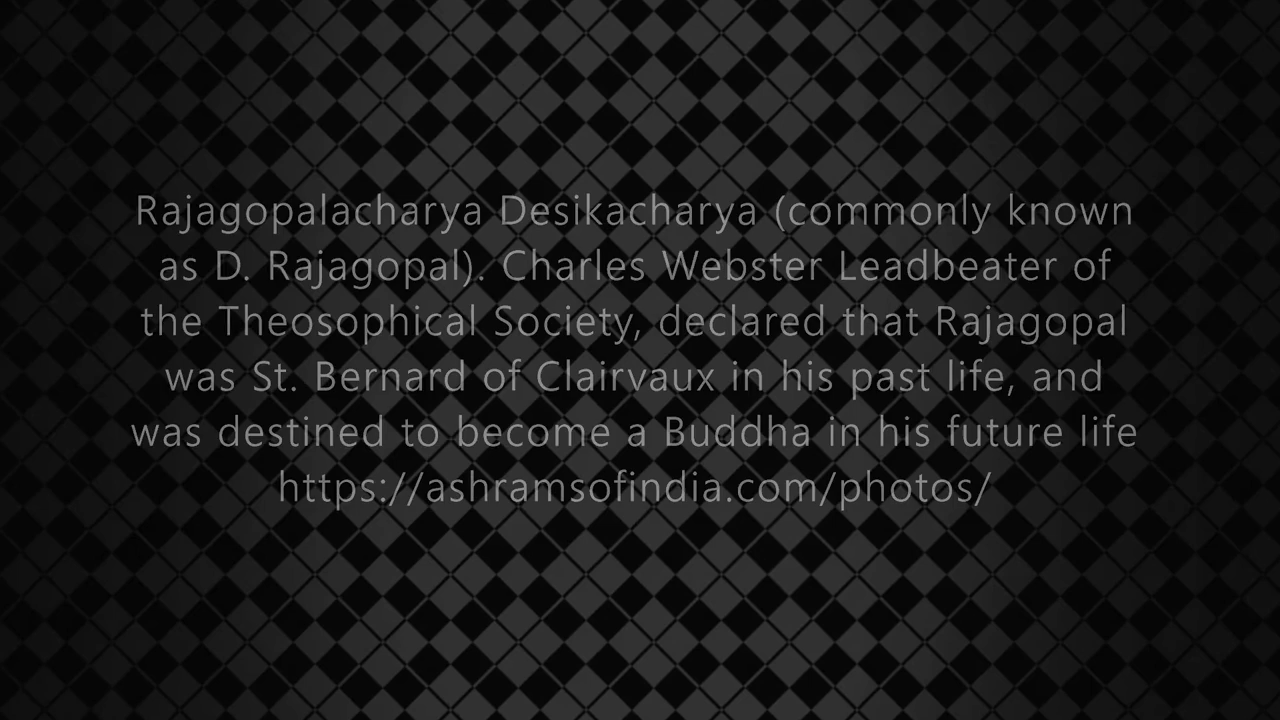 Rajagopalacharya Desikacharya (commonly known
as D. Rajagopal). Charles Webster Leadbeater of
the Theosophical Society, declared that Rajagopal
was St. Bernard of Clairvaux in his past life, and
was destined to become a Buddha in his future life
https://ashramsofindia.com/photos/